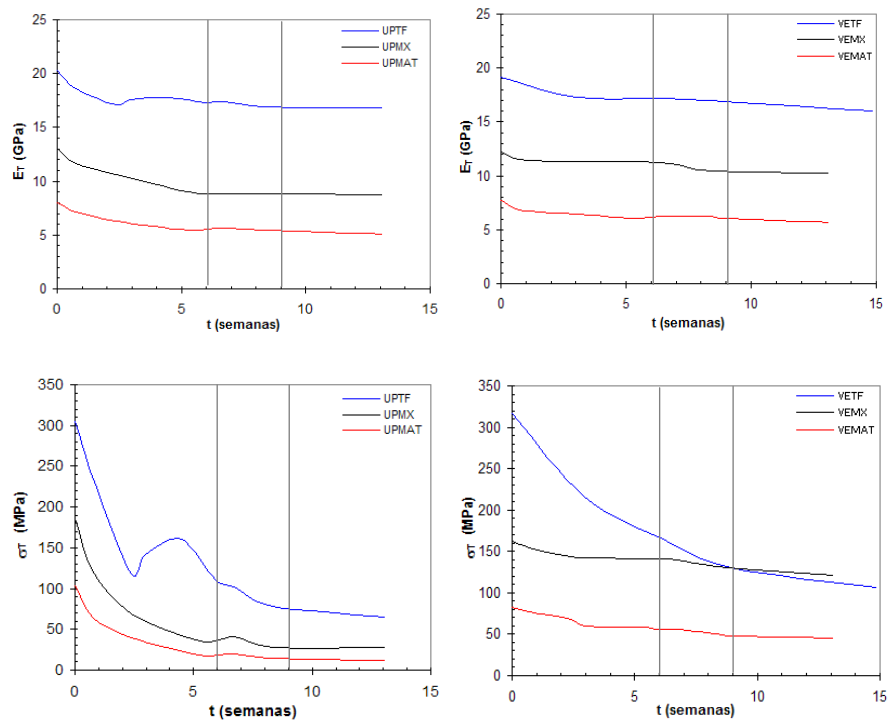 25
20
15
10
5
0
E_T (GPa)
UPTF
UPMX
UPMAT
0
5
10
15
t (semanas)
25
20
15
10
5
0
E_T (GPa)
VETF
VEMX
VEMAT
0
5
10
15
t (semanas)
350
300
250
200
150
100
50
0
σT (MPa)
UPTF
UPMX
UPMAT
0
5
10
15
t (semanas)
350
300
250
200
150
100
50
0
σT (MPa)
VETF
VEMX
VEMAT
0
5
10
15
t (semanas)